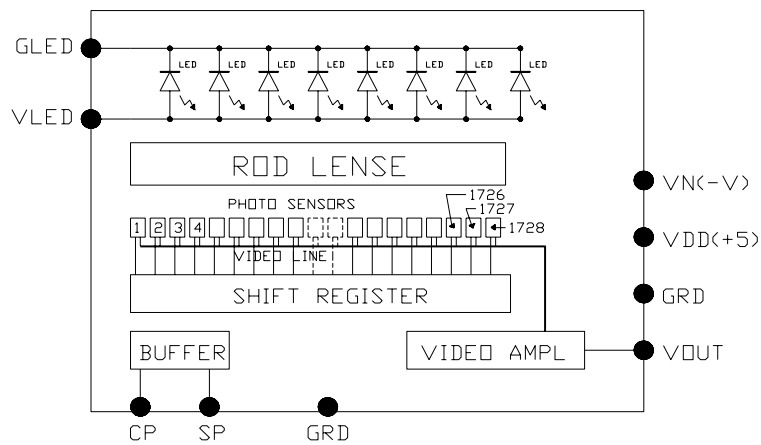 GLED
LED LED LED LED LED LED LED LED
VLED
ROD LENSE
VN(-V)
PHOTO SENSORS
1726
1727
1 2 3 4
1728
VDD(+5)
VIDEO LINE
SHIFT REGISTER
GRD
BUFFER
VIDEO AMPL
VOUT
CP SP GRD